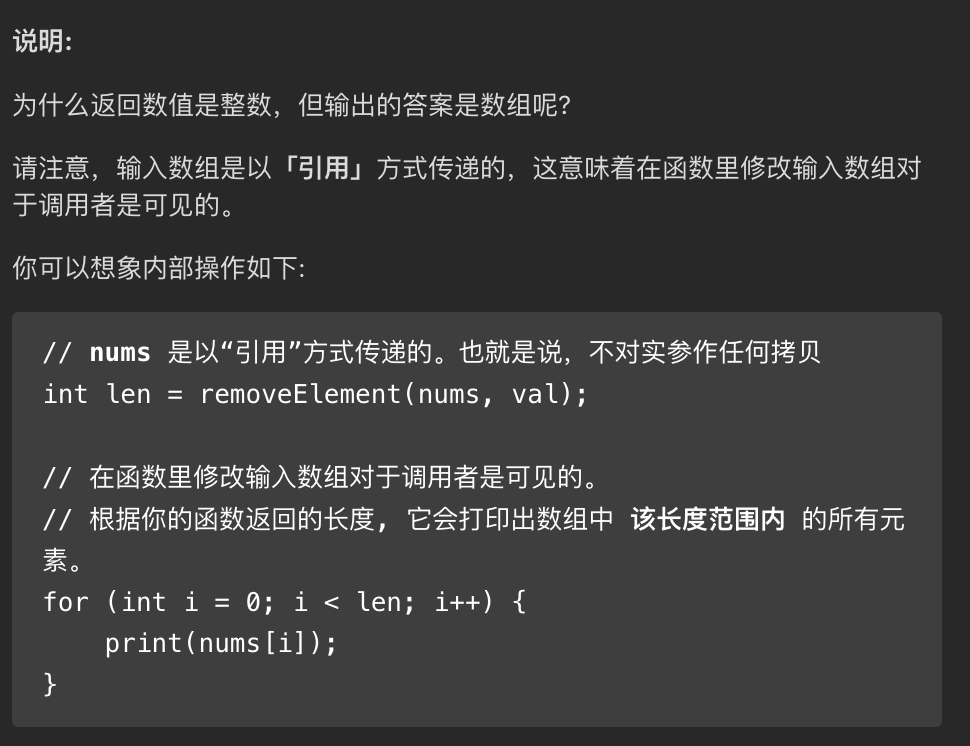 说明:
为什么返回数值是整数，但输出的答案是数组呢?
请注意，输入数组是以「引用」方式传递的，这意味着在函数里修改输入数组对
于调用者是可见的。
你可以想象内部操作如下:
// nums 是以“引用”方式传递的。也就是说，不对实参作任何拷贝
int len = removeElement(nums, val);
// 在函数里修改输入数组对于调用者是可见的。
// 根据你的函数返回的长度, 它会打印出数组中 该长度范围内 的所有元
素。
for (int i = 0; i < len; i++) {
    print(nums[i]);
}